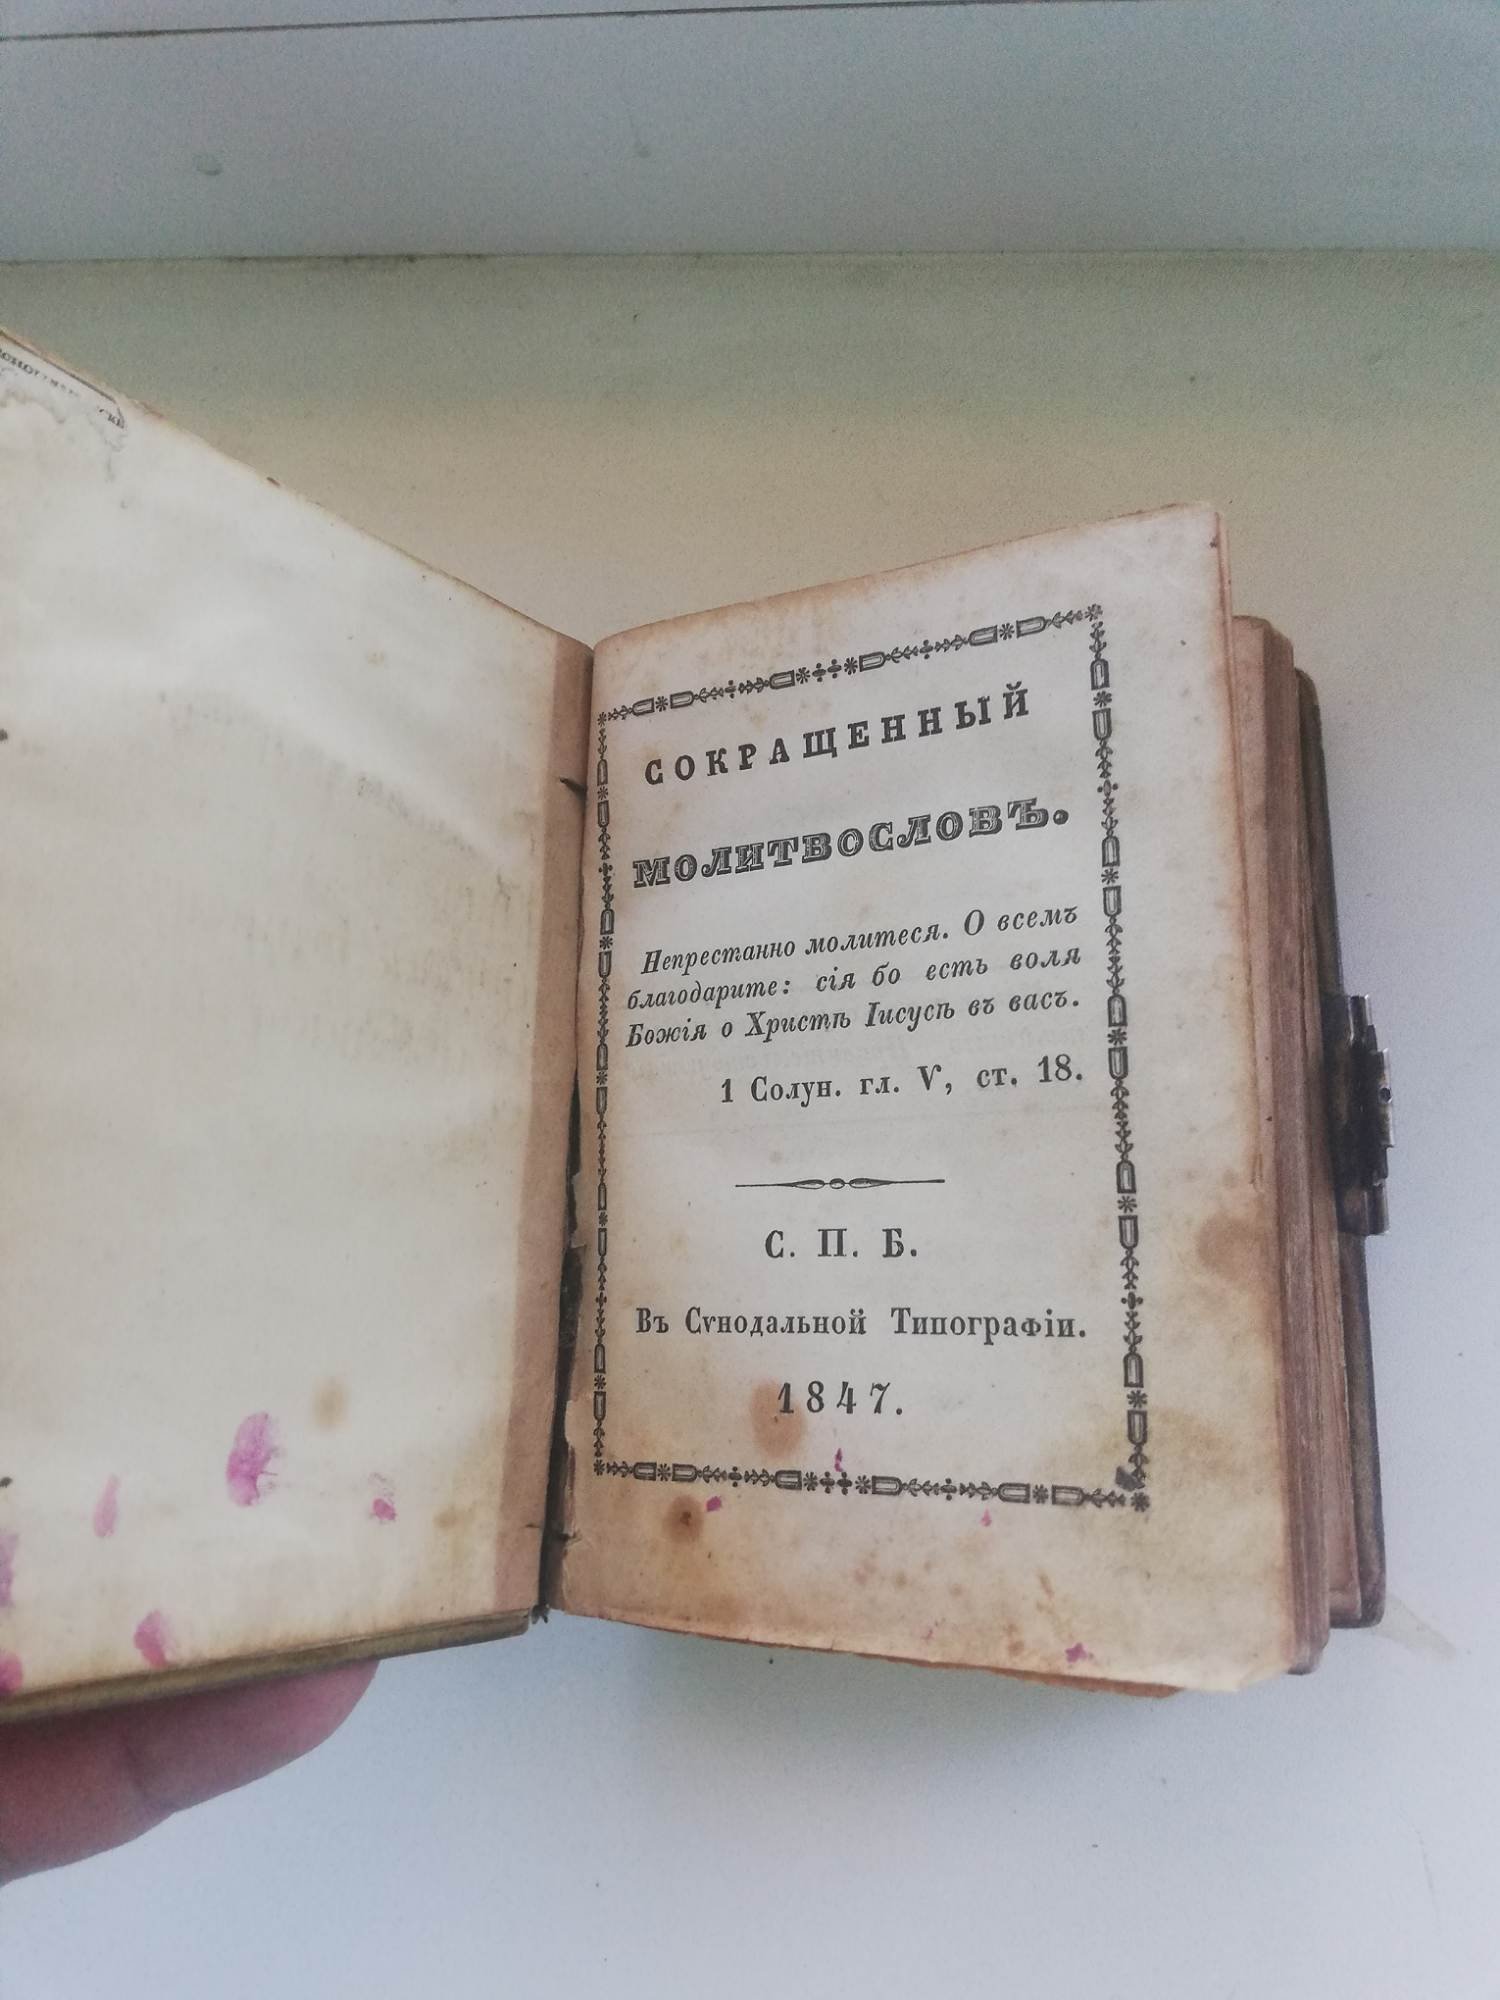 СОКРАЩЕННЫЙ
МОЛИТВОСЛОВЪ.
Непрестанно молитеся. О всемъ
благодарите: сія бо есть воля
Божія о Христѣ Іисусѣ въ васъ.
1 Солун. гл. V, ст. 18.
С. П. Б.
Въ Сѵнодальной Типографіи.
1847.